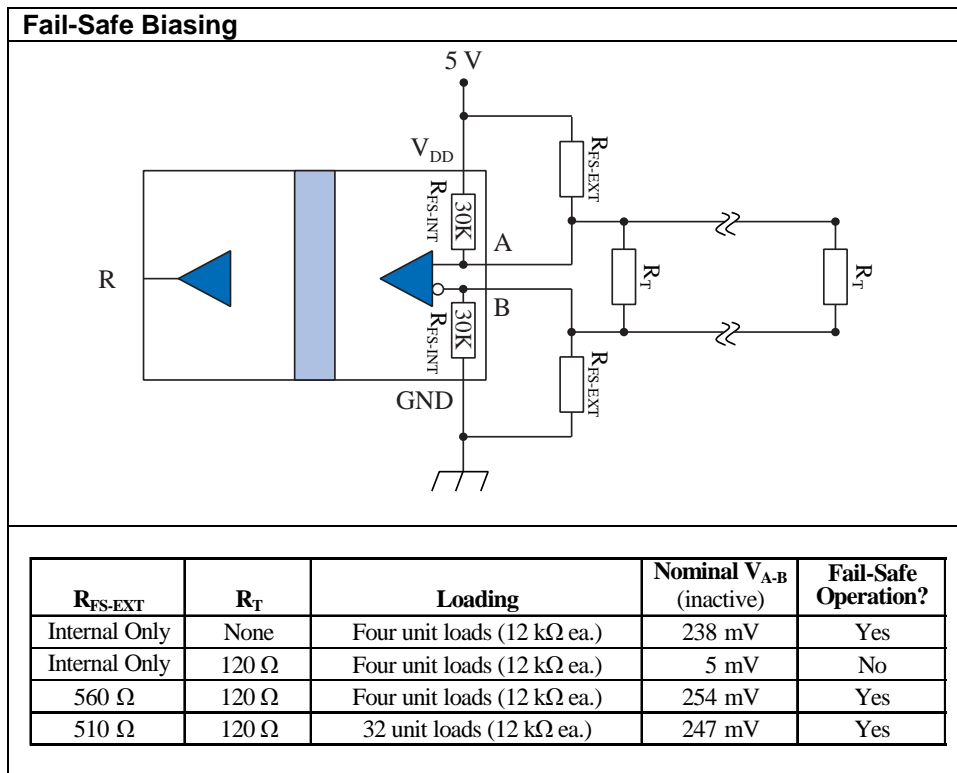 Fail-Safe Biasing
5 V
V_DD
R_FS-EXT
R_FS-INT
30K
A
R
R_T
R_T
B
R_FS-INT
30K
R_FS-EXT
GND
R_FS-EXT R_T Loading Nominal V_A-B (inactive) Fail-Safe Operation?
Internal Only None Four unit loads (12 kΩ ea.) 238 mV Yes
Internal Only 120 Ω Four unit loads (12 kΩ ea.) 5 mV No
560 Ω 120 Ω Four unit loads (12 kΩ ea.) 254 mV Yes
510 Ω 120 Ω 32 unit loads (12 kΩ ea.) 247 mV Yes